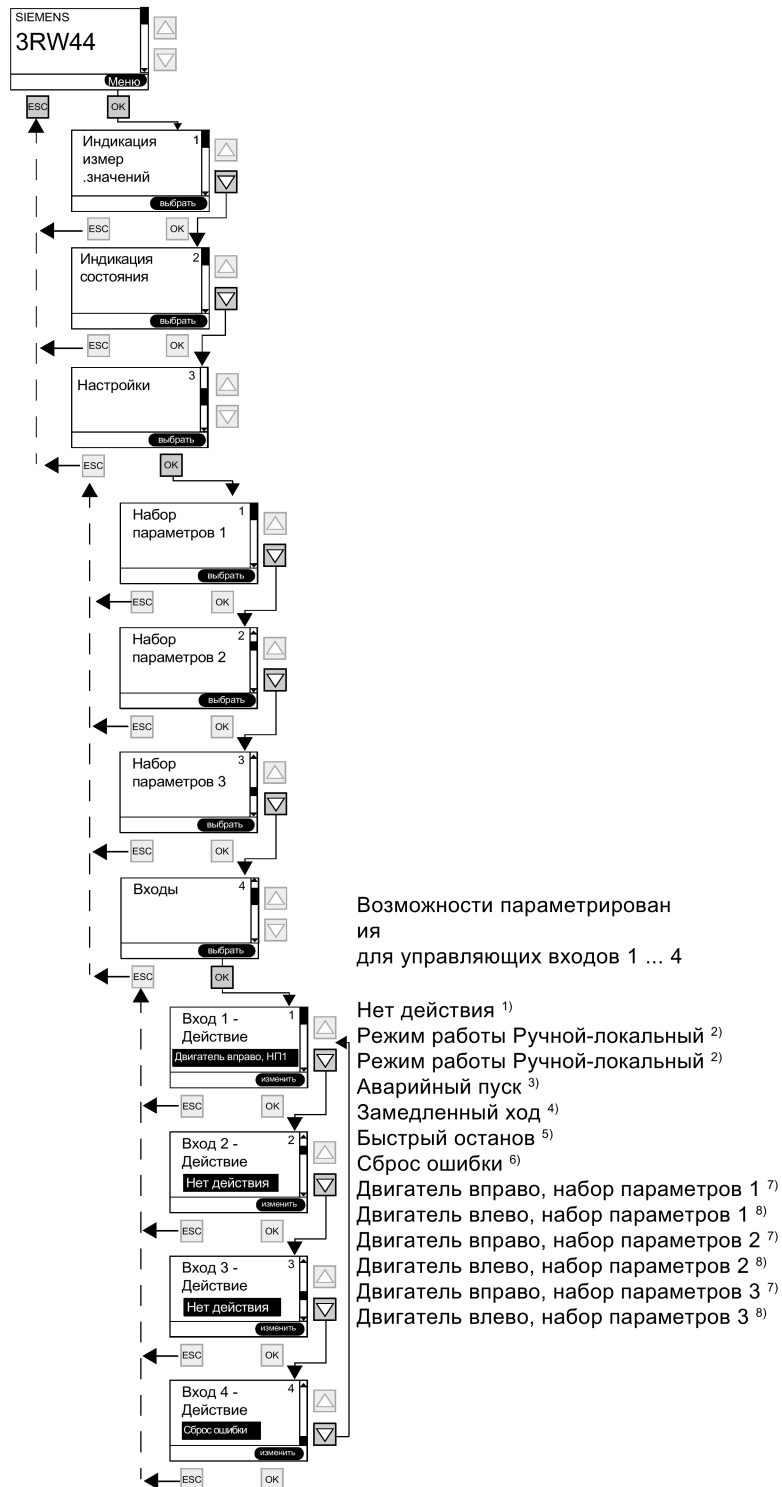 SIEMENS
3RW44
Меню
ESC
OK
Индикация
измер
.значений
1
выбрать
ESC
OK
Индикация
состояния
2
выбрать
ESC
OK
Настройки
3
выбрать
ESC
OK
Набор
параметров 1
1
выбрать
ESC
OK
Набор
параметров 2
2
выбрать
ESC
OK
Набор
параметров 3
3
выбрать
ESC
OK
Входы
4
выбрать
ESC
OK
Возможности параметрирован
ия
для управляющих входов 1 ... 4
Вход 1 -
Действие
1
Двигатель вправо, НП1
изменить
ESC
OK
Вход 2 -
Действие
2
Нет действия
изменить
ESC
OK
Вход 3 -
Действие
3
Нет действия
изменить
ESC
OK
Вход 4 -
Действие
4
Сброс ошибки
изменить
ESC
OK
Нет действия 1)
Режим работы Ручной-локальный 2)
Режим работы Ручной-локальный 2)
Аварийный пуск 3)
Замедленный ход 4)
Быстрый останов 5)
Сброс ошибки 6)
Двигатель вправо, набор параметров 1 7)
Двигатель влево, набор параметров 1 8)
Двигатель вправо, набор параметров 2 7)
Двигатель влево, набор параметров 2 8)
Двигатель вправо, набор параметров 3 7)
Двигатель влево, набор параметров 3 8)